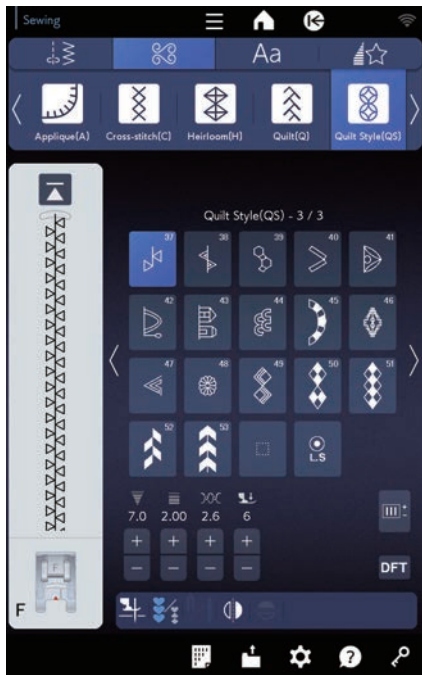 Sewing
Aa
Applique(A) Cross-stitch(C) Heirloom(H) Quilt(Q) Quilt Style(QS)
Quilt Style(QS) - 3 / 3
37 38 39 40 41
42 43 44 45 46
47 48 49 50 51
52 53 L.S
7.0 2.00 2.6 6
+ + + +
− − − −
DFT
F
?